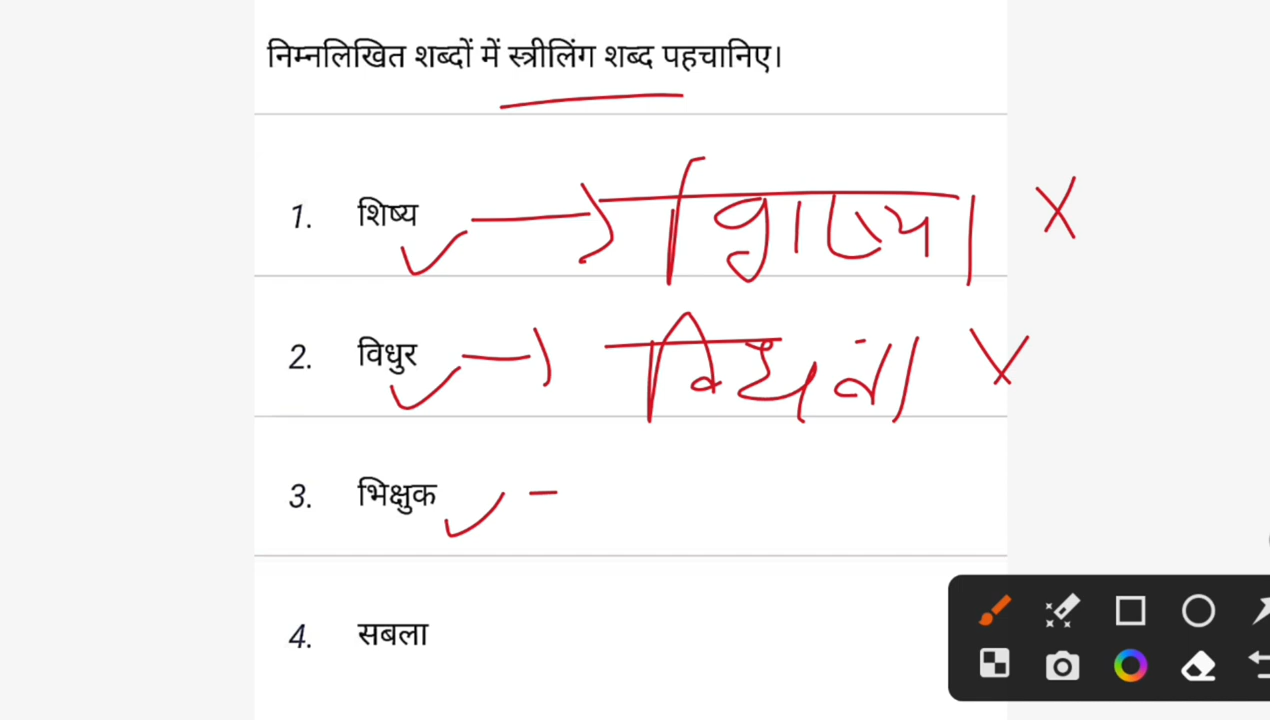 निम्नलिखित शब्दों में स्त्रीलिंग शब्द पहचानिए।
1. शिष्य शिष्या
2. विधुर विधवा
3. भिक्षुक
4. सबला